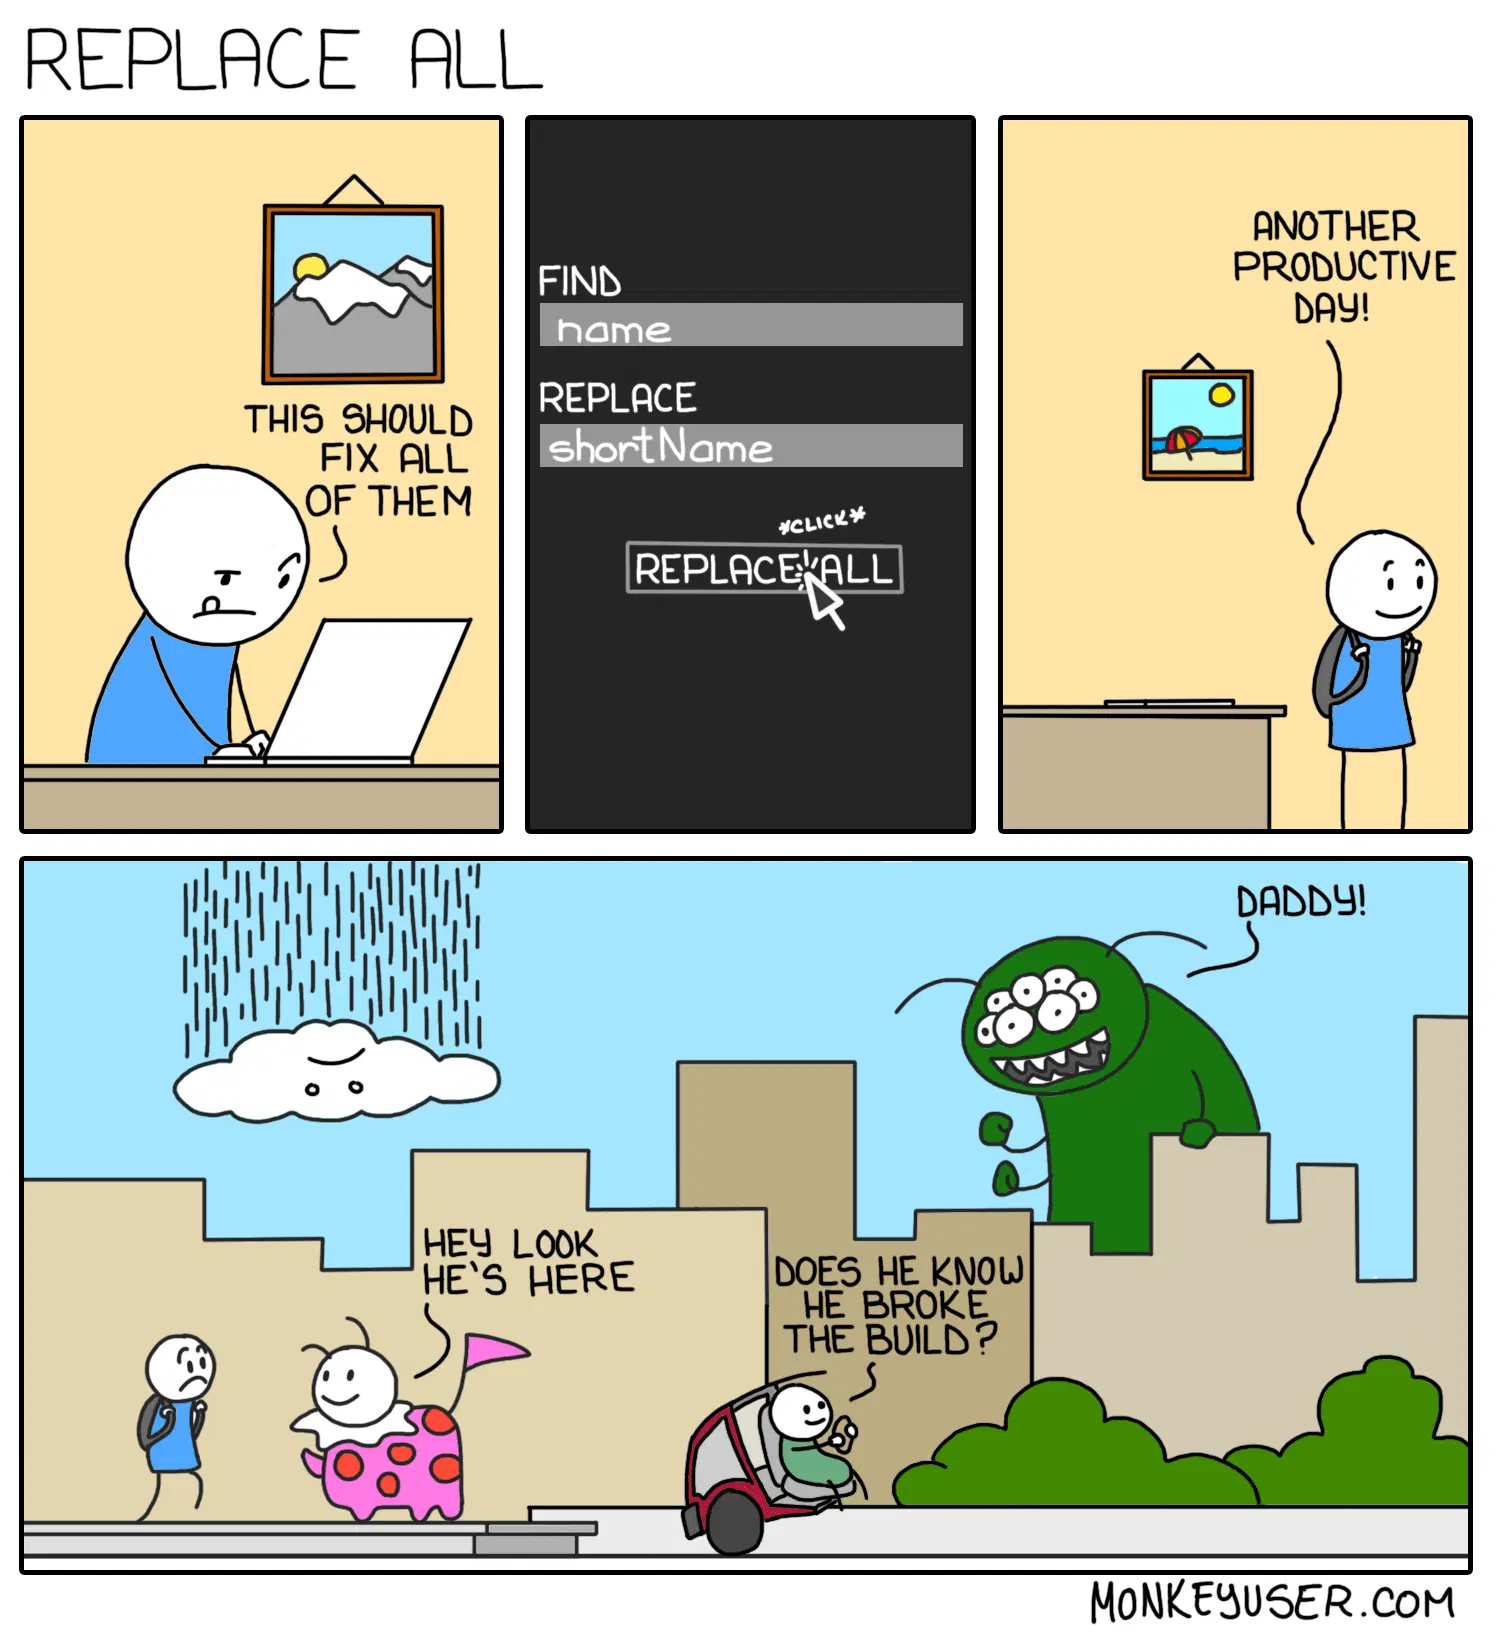 REPLACE ALL
THIS SHOULD
FIX ALL
OF THEM
FIND
name
REPLACE
shortName
*CLICK*
REPLACE ALL
ANOTHER
PRODUCTIVE
DAY!
DADDY!
HEY LOOK
HE'S HERE
DOES HE KNOW
HE BROKE
THE BUILD?
MONKEYUSER.COM